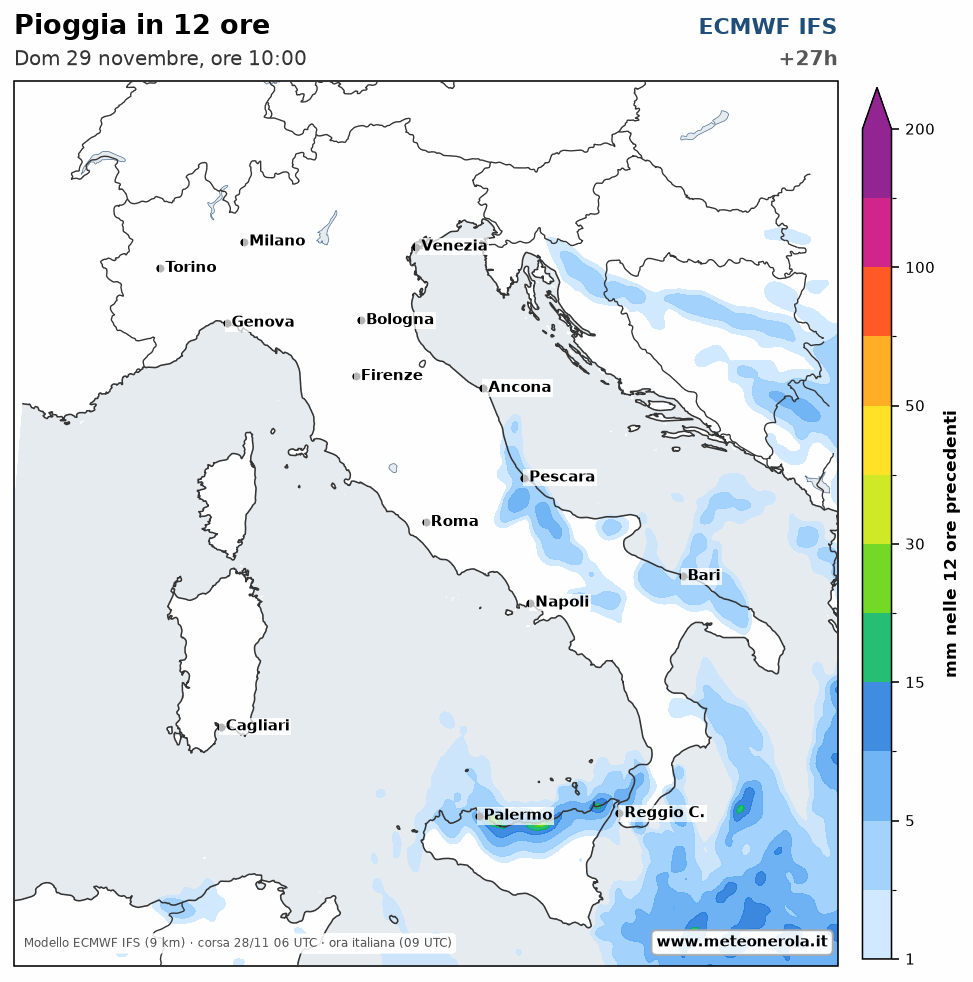 Pioggia in 12 ore
ECMWF IFS
Dom 29 novembre, ore 10:00
+27h
200
Milano
Venezia
Torino
100
Genova
Bologna
Firenze
Ancona
50
Pescara
Roma
30
Bari
Napoli
mm nelle 12 ore precedenti
15
Cagliari
Palermo
Reggio C.
5
Modello ECMWF IFS (9 km) · corsa 28/11 06 UTC · ora italiana (09 UTC)
www.meteonerola.it
1